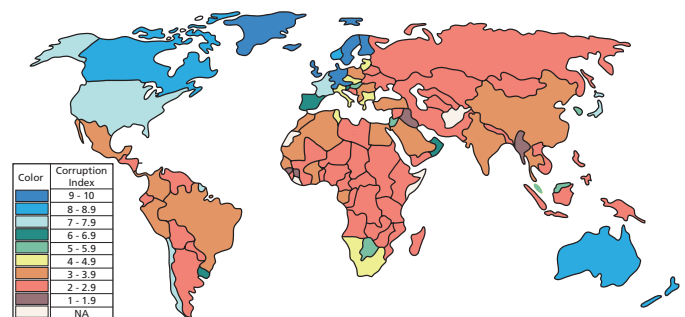 Color Corruption Index
9 - 10
8 - 8.9
7 - 7.9
6 - 6.9
5 - 5.9
4 - 4.9
3 - 3.9
2 - 2.9
1 - 1.9
NA